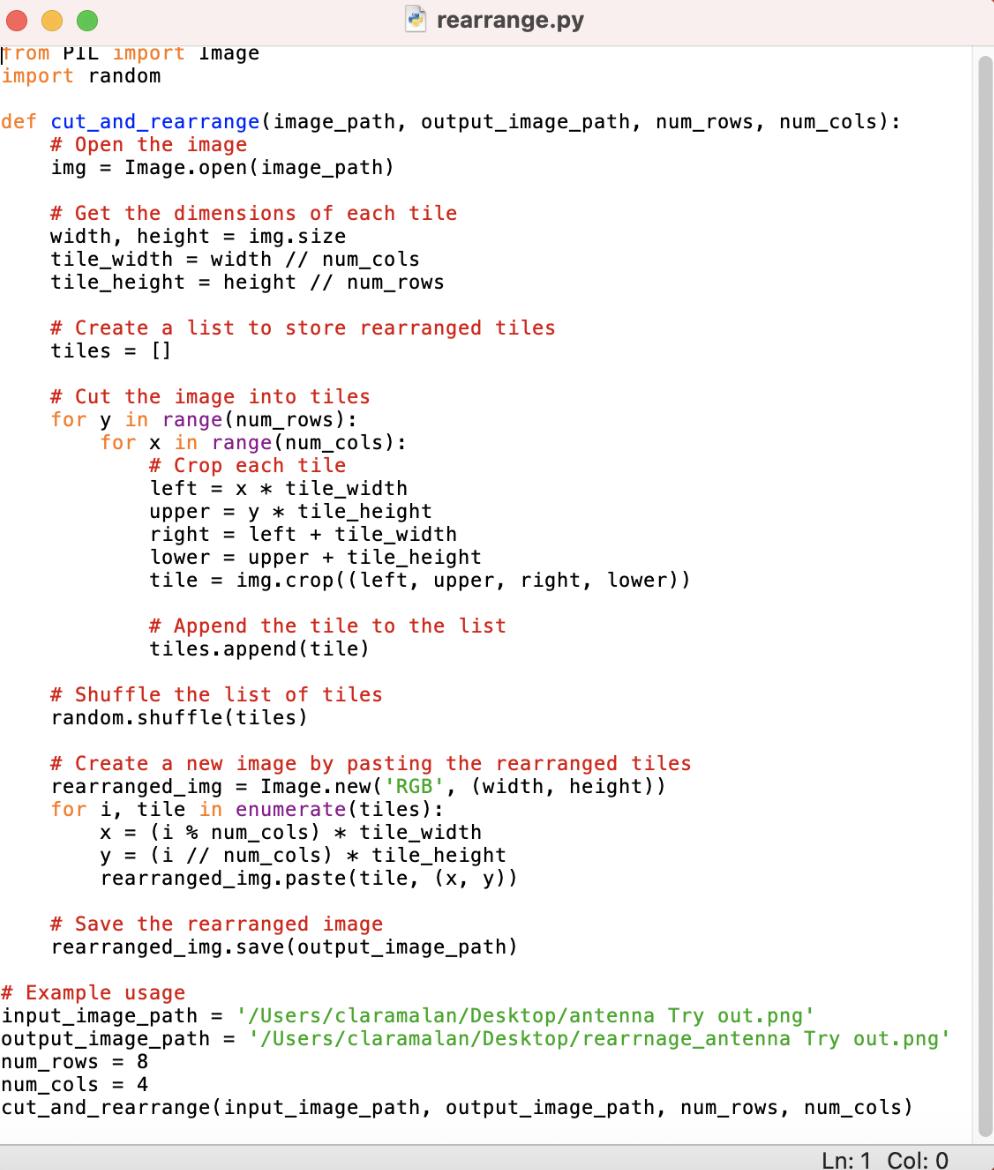 rearrange.py
from PIL import Image
import random

def cut_and_rearrange(image_path, output_image_path, num_rows, num_cols):
    # Open the image
    img = Image.open(image_path)

    # Get the dimensions of each tile
    width, height = img.size
    tile_width = width // num_cols
    tile_height = height // num_rows

    # Create a list to store rearranged tiles
    tiles = []

    # Cut the image into tiles
    for y in range(num_rows):
        for x in range(num_cols):
            # Crop each tile
            left = x * tile_width
            upper = y * tile_height
            right = left + tile_width
            lower = upper + tile_height
            tile = img.crop((left, upper, right, lower))

            # Append the tile to the list
            tiles.append(tile)

    # Shuffle the list of tiles
    random.shuffle(tiles)

    # Create a new image by pasting the rearranged tiles
    rearranged_img = Image.new('RGB', (width, height))
    for i, tile in enumerate(tiles):
        x = (i % num_cols) * tile_width
        y = (i // num_cols) * tile_height
        rearranged_img.paste(tile, (x, y))

    # Save the rearranged image
    rearranged_img.save(output_image_path)

# Example usage
input_image_path = '/Users/claramalan/Desktop/antenna Try out.png'
output_image_path = '/Users/claramalan/Desktop/rearrnage_antenna Try out.png'
num_rows = 8
num_cols = 4
cut_and_rearrange(input_image_path, output_image_path, num_rows, num_cols)
Ln: 1 Col: 0